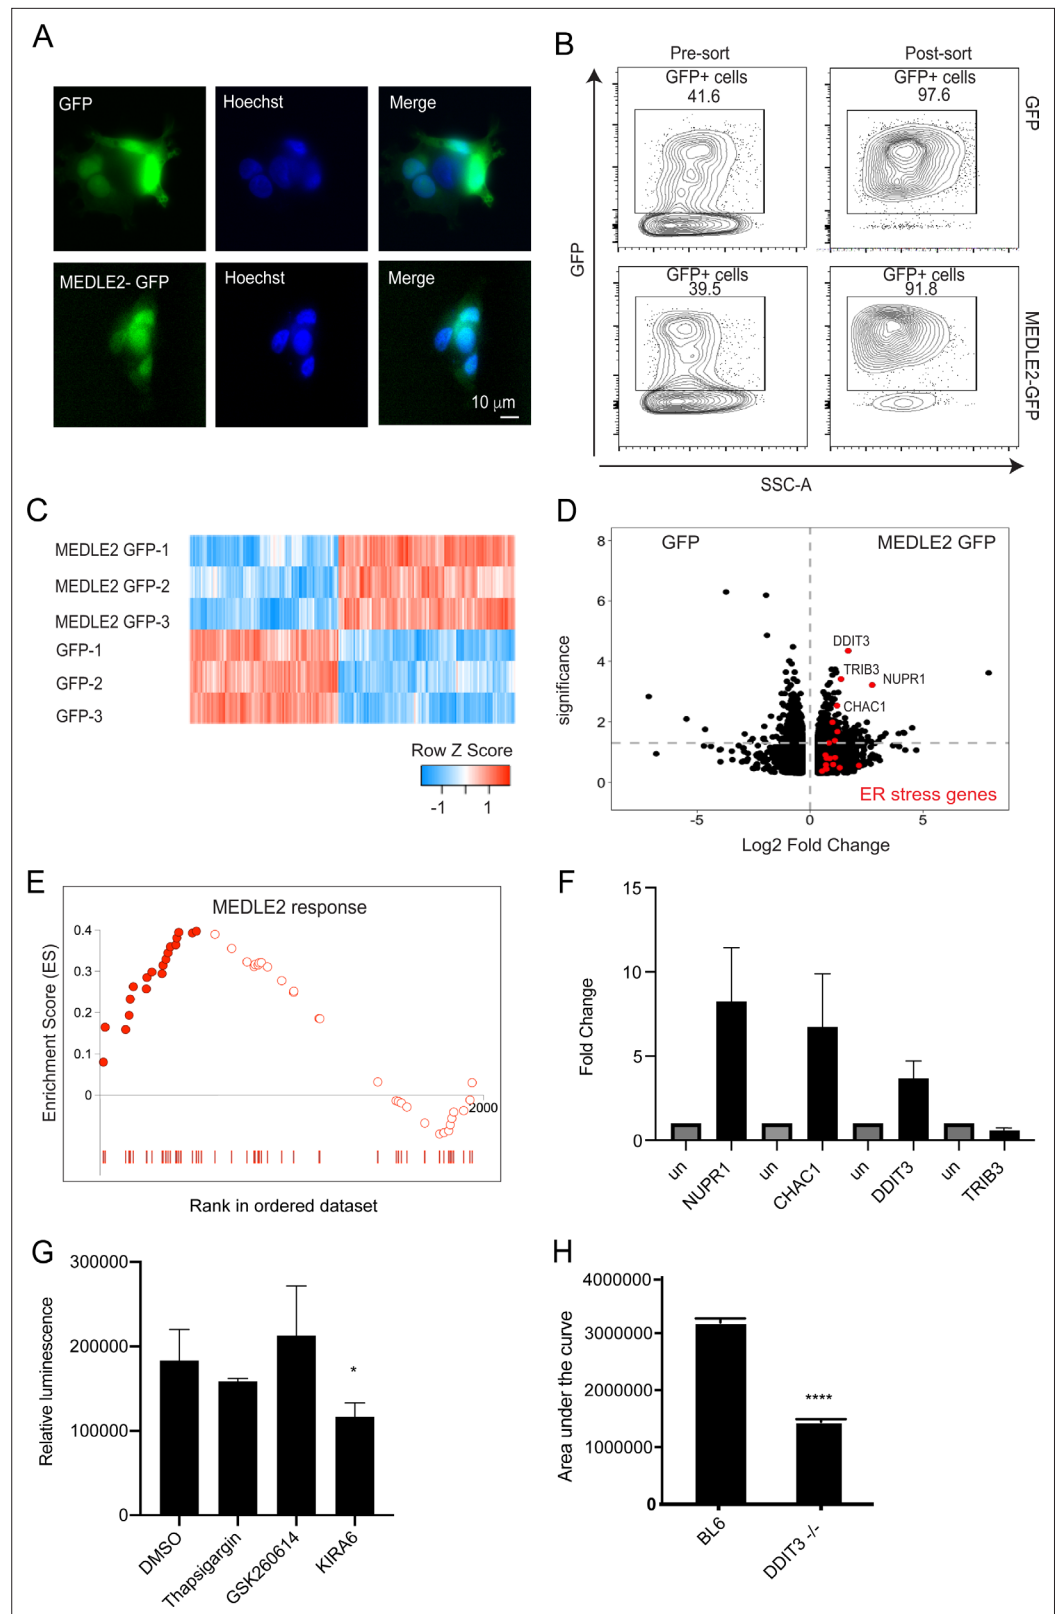 A
GFP
Hoechst
Merge
MEDLE2- GFP
Hoechst
Merge
10 μm
B
Pre-sort
Post-sort
GFP+ cells
41.6
GFP+ cells
97.6
GFP
GFP+ cells
39.5
GFP+ cells
91.8
MEDLE2-GFP
GFP
SSC-A
C
MEDLE2 GFP-1
MEDLE2 GFP-2
MEDLE2 GFP-3
GFP-1
GFP-2
GFP-3
Row Z Score
-1 1
D
GFP
MEDLE2 GFP
8
6
4
2
0
significance
DDIT3
TRIB3
NUPR1
CHAC1
ER stress genes
-5 0 5
Log2 Fold Change
E
MEDLE2 response
0.4
0.3
0.2
0.1
0
Enrichment Score (ES)
2000
Rank in ordered dataset
F
15
10
5
0
Fold Change
un
NUPR1
un
CHAC1
un
DDIT3
un
TRIB3
G
300000
200000
100000
0
Relative luminescence
*
DMSO
Thapsigargin
GSK260614
KIRA6
H
4000000
3000000
2000000
1000000
0
Area under the curve
****
BL6
DDIT3 -/-